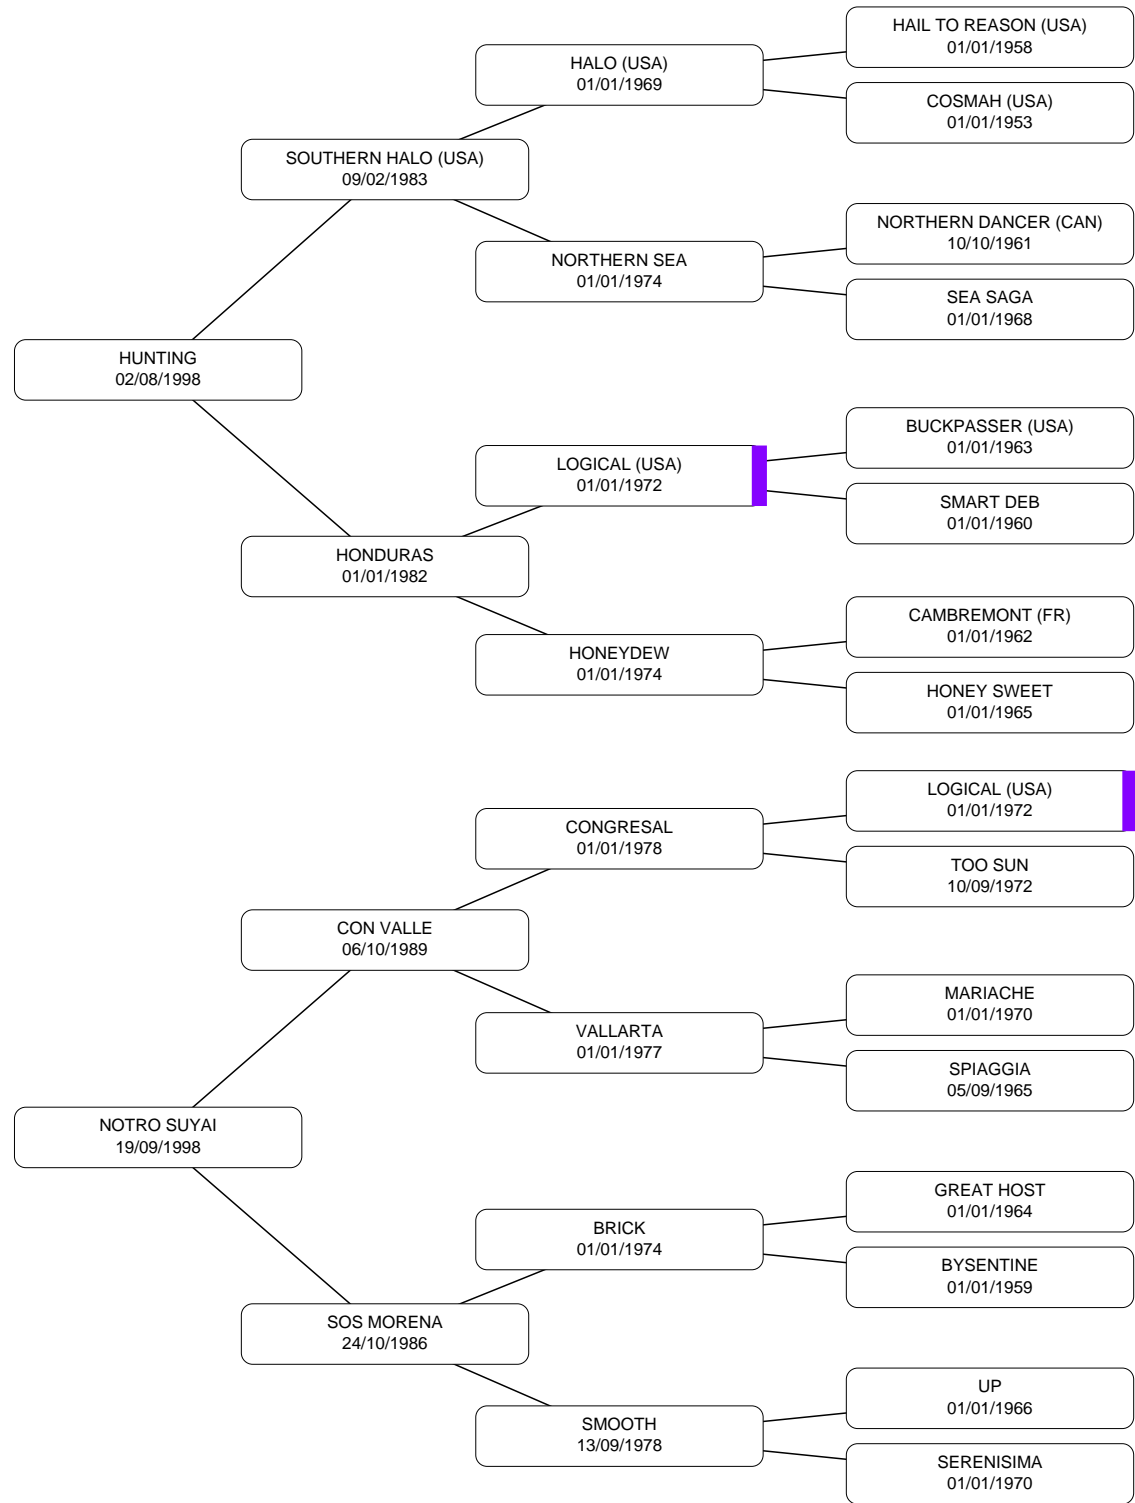 HAIL TO REASON (USA)
01/01/1958
HALO (USA)
01/01/1969
COSMAH (USA)
01/01/1953
SOUTHERN HALO (USA)
09/02/1983
NORTHERN DANCER (CAN)
10/10/1961
NORTHERN SEA
01/01/1974
SEA SAGA
01/01/1968
HUNTING
02/08/1998
BUCKPASSER (USA)
01/01/1963
LOGICAL (USA)
01/01/1972
SMART DEB
01/01/1960
HONDURAS
01/01/1982
CAMBREMONT (FR)
01/01/1962
HONEYDEW
01/01/1974
HONEY SWEET
01/01/1965
LOGICAL (USA)
01/01/1972
CONGRESAL
01/01/1978
TOO SUN
10/09/1972
CON VALLE
06/10/1989
MARIACHE
01/01/1970
VALLARTA
01/01/1977
SPIAGGIA
05/09/1965
NOTRO SUYAI
19/09/1998
GREAT HOST
01/01/1964
BRICK
01/01/1974
BYSENTINE
01/01/1959
SOS MORENA
24/10/1986
UP
01/01/1966
SMOOTH
13/09/1978
SERENISIMA
01/01/1970